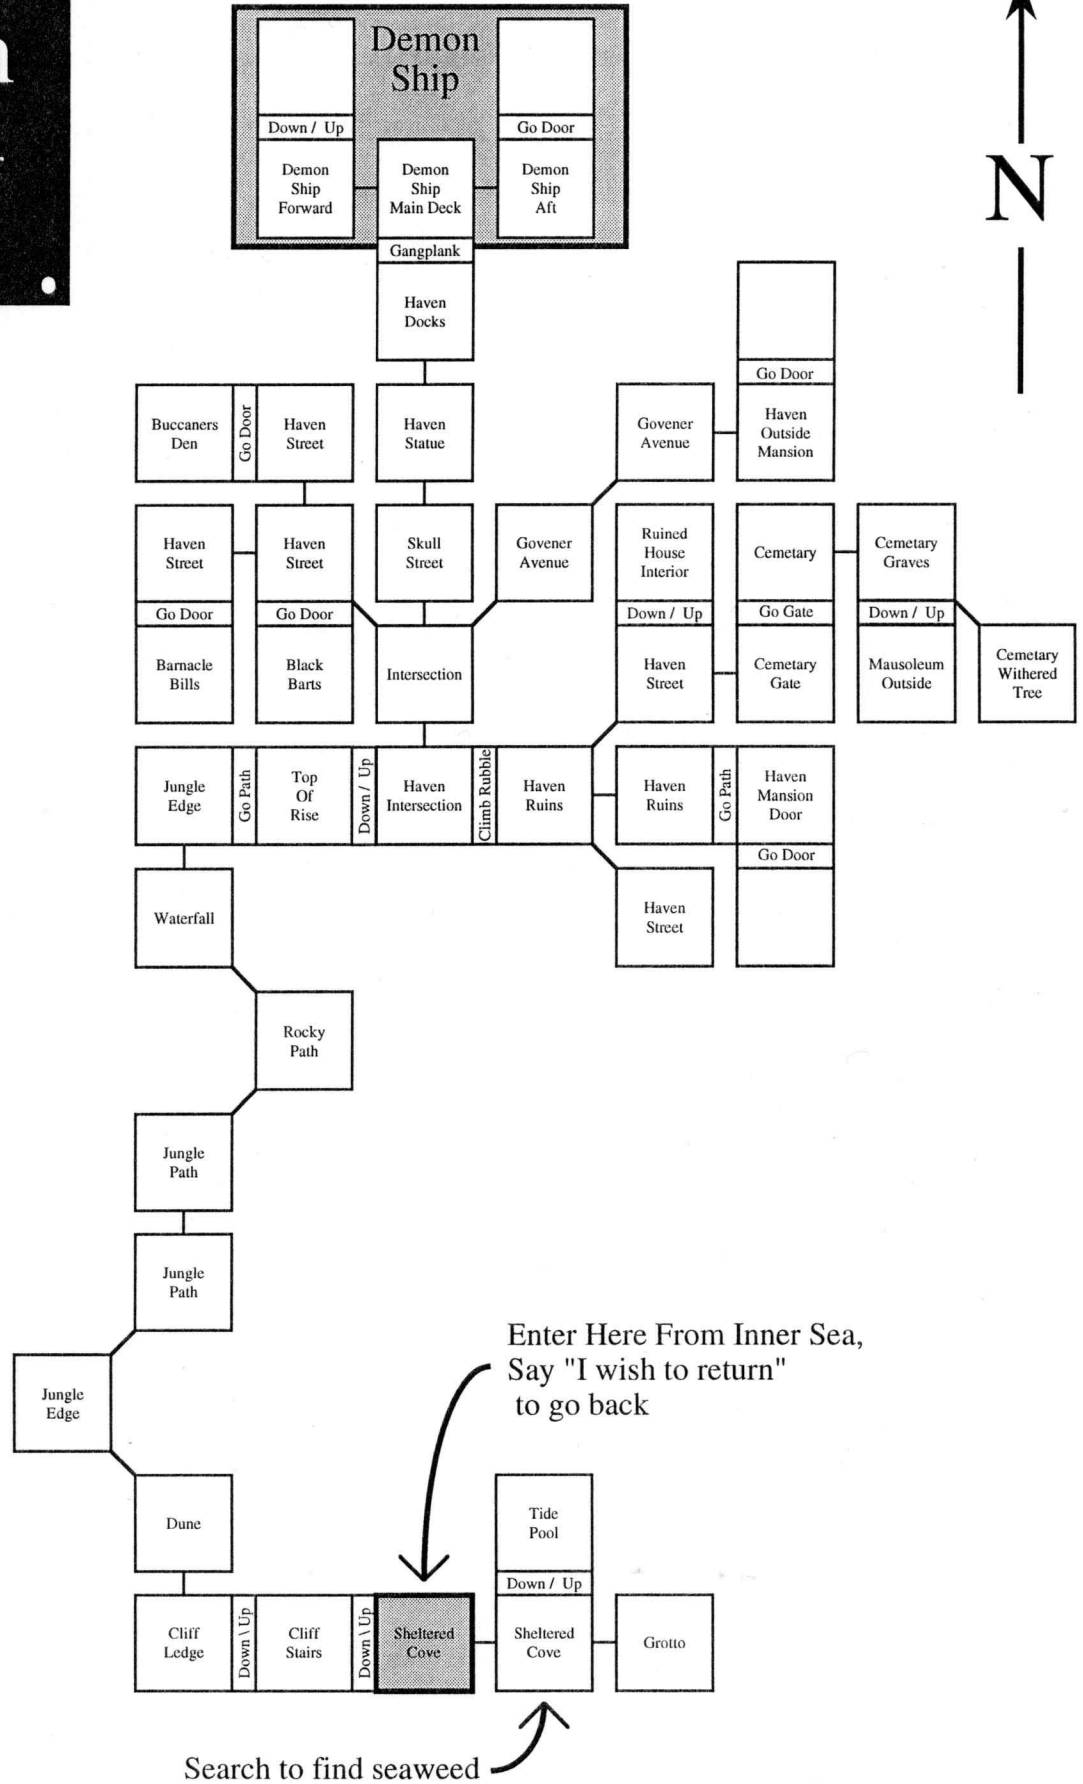 Demon
Ship
Down / Up
Go Door
Demon
Ship
Forward
Demon
Ship
Main Deck
Demon
Ship
Aft
Gangplank
Haven
Docks
N
Go Door
Buccaners
Den
Go Door
Haven
Street
Haven
Statue
Govener
Avenue
Haven
Outside
Mansion
Haven
Street
Haven
Street
Skull
Street
Govener
Avenue
Ruined
House
Interior
Cemetary
Cemetary
Graves
Go Door
Go Door
Down / Up
Go Gate
Down / Up
Barnacle
Bills
Black
Barts
Intersection
Haven
Street
Cemetary
Gate
Mausoleum
Outside
Cemetary
Withered
Tree
Jungle
Edge
Go Path
Top
Of
Rise
Down / Up
Haven
Intersection
Climb Rubble
Haven
Ruins
Haven
Ruins
Go Path
Haven
Mansion
Door
Go Door
Waterfall
Haven
Street
Rocky
Path
Jungle
Path
Jungle
Path
Jungle
Edge
Enter Here From Inner Sea,
Say "I wish to return"
to go back
Dune
Tide
Pool
Down / Up
Cliff
Ledge
Down \ Up
Cliff
Stairs
Down \ Up
Sheltered
Cove
Sheltered
Cove
Grotto
Search to find seaweed